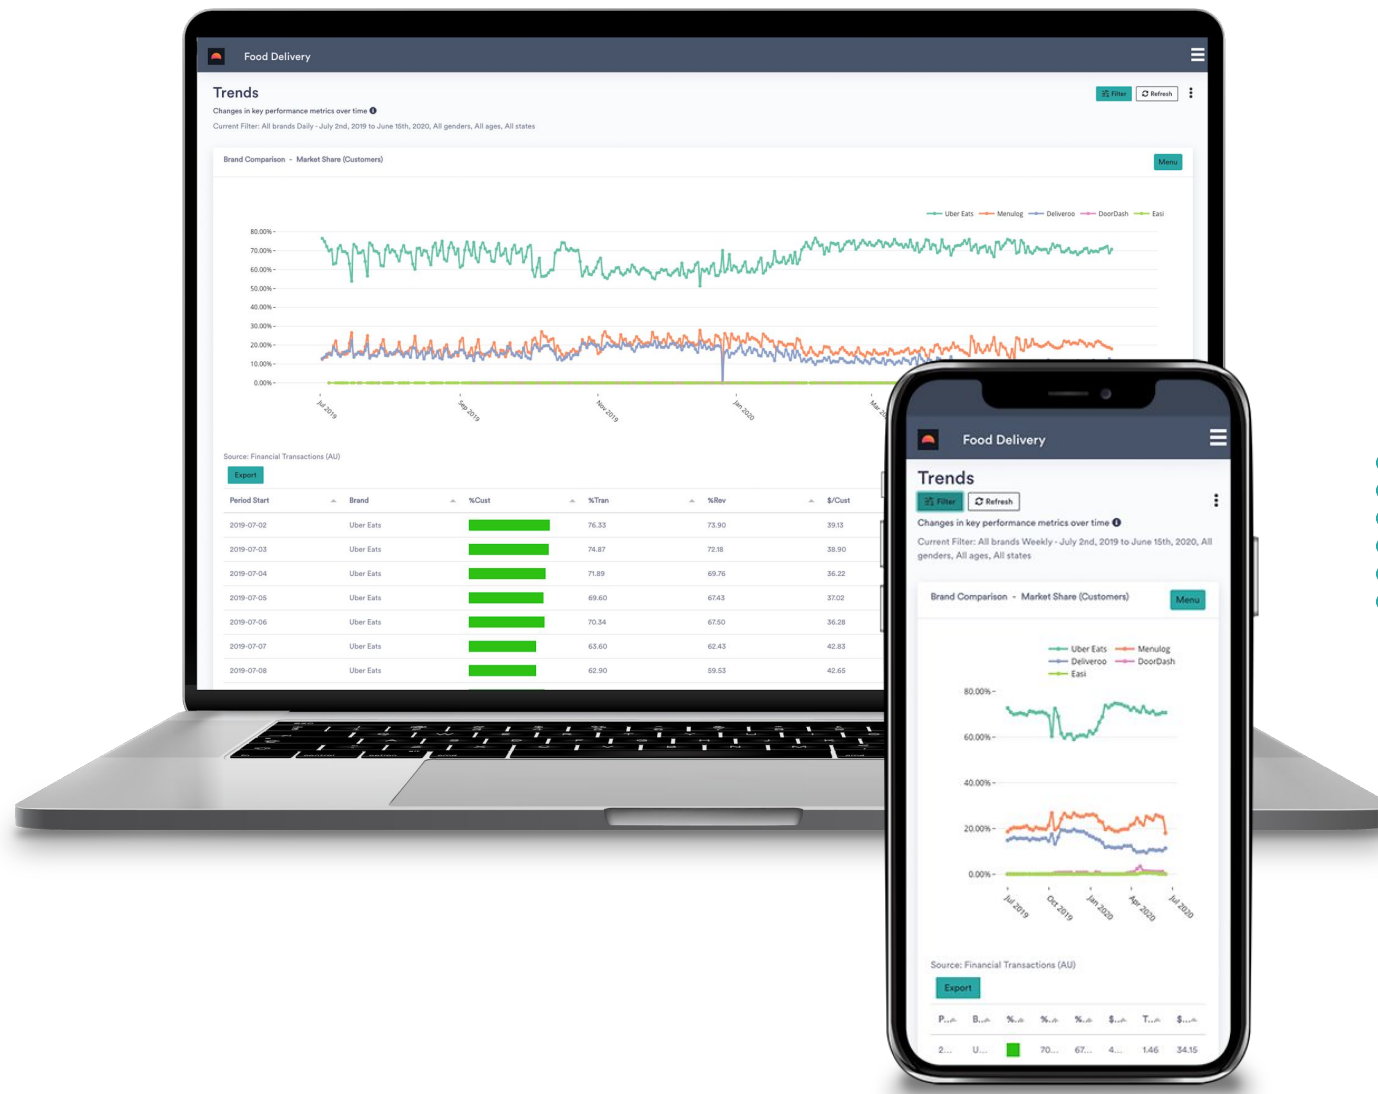 Food Delivery
Trends
Filter
Refresh
Changes in key performance metrics over time
Current Filter: All brands Daily - July 2nd, 2019 to June 15th, 2020, All genders, All ages, All states
Brand Comparison - Market Share (Customers)
Menu
Uber Eats Menulog Deliveroo DoorDash Easi
80.00%
70.00%
60.00%
50.00%
40.00%
30.00%
20.00%
10.00%
0.00%
Jul 2019 Sep 2019 Nov 2019 Jan 2020 Mar
Source: Financial Transactions (AU)
Export
Period Start Brand %Cust %Tran %Rev $/Cust
2019-07-02 Uber Eats 76.33 73.90 39.13
2019-07-03 Uber Eats 74.87 72.18 38.90
2019-07-04 Uber Eats 71.89 69.76 36.22
2019-07-05 Uber Eats 69.60 67.43 37.02
2019-07-06 Uber Eats 70.34 67.50 36.28
2019-07-07 Uber Eats 63.60 62.43 42.83
2019-07-08 Uber Eats 62.90 59.53 42.65
Food Delivery
Trends
Filter
Refresh
Changes in key performance metrics over time
Current Filter: All brands Weekly - July 2nd, 2019 to June 15th, 2020, All
genders, All ages, All states
Brand Comparison - Market Share (Customers)
Menu
Uber Eats Menulog
Deliveroo DoorDash
Easi
80.00%
60.00%
40.00%
20.00%
0.00%
Jul 2019 Oct 2019 Jan 2020 Apr 2020 Jul 2020
Source: Financial Transactions (AU)
Export
P... B... %... %... %... $... T... $...
2... U... 70... 67... 4... 1.46 34.15